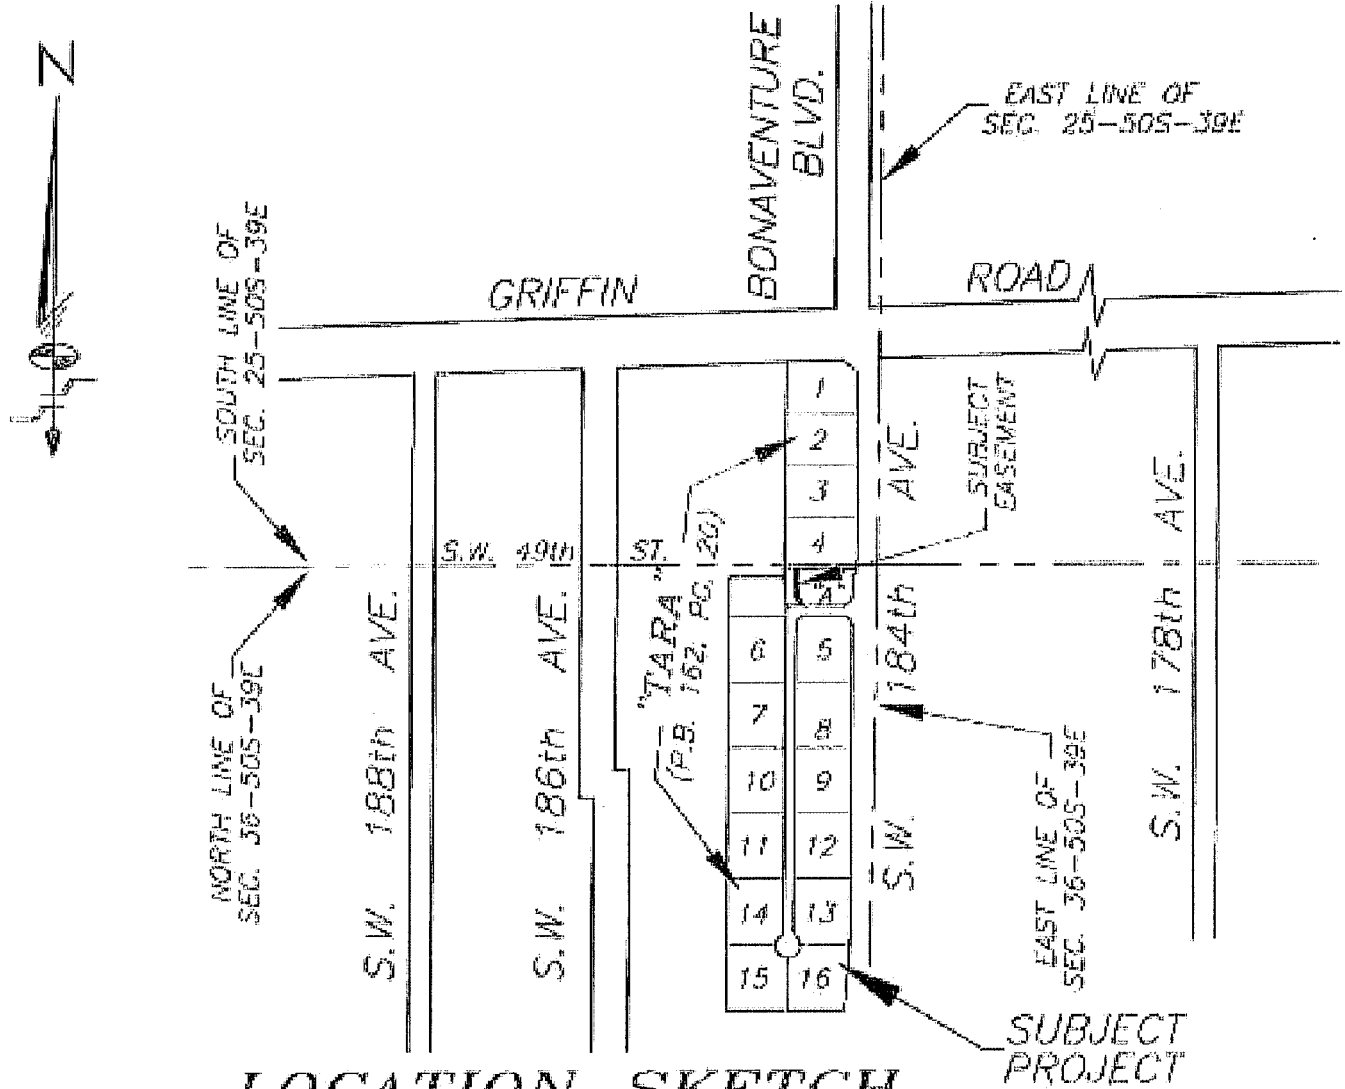 N
BONAVENTURE
BLVD.
EAST LINE OF
SEC. 25-50S-39E
SOUTH LINE OF
SEC. 25-50S-39E
GRIFFIN
ROAD
1
2
3
4
"A"
SUBJECT
EASEMENT
S.W. 49th ST.
NORTH LINE OF
SEC. 36-50S-39E
S.W. 188th AVE.
S.W. 186th AVE.
"TARA"
(P.B. 162, PG. 20)
S.W. 184th AVE.
S.W. 178th AVE.
6
5
7
8
10
9
11
12
14
13
15
16
EAST LINE OF
SEC. 36-50S-39E
SUBJECT
PROJECT
LOCATION SKETCH